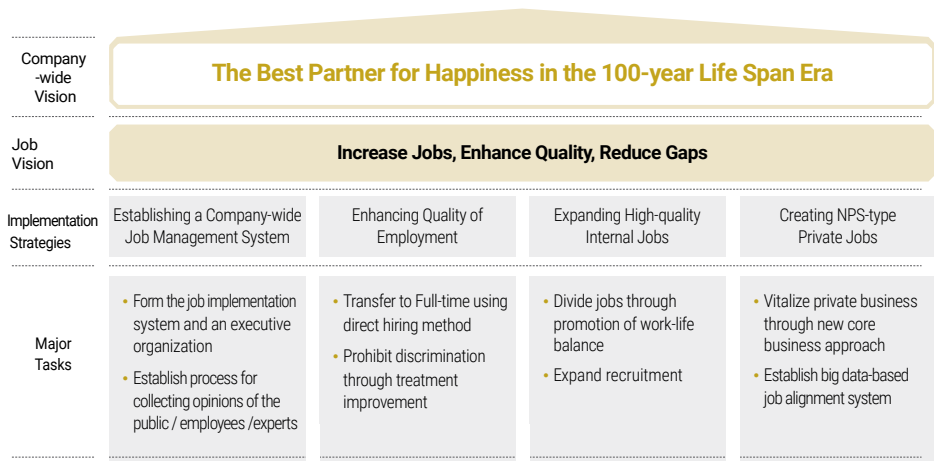 Company
-wide
Vision
The Best Partner for Happiness in the 100-year Life Span Era
Job
Vision
Increase Jobs, Enhance Quality, Reduce Gaps
Implementation
Strategies
Establishing a Company-wide
Job Management System
Enhancing Quality of
Employment
Expanding High-quality
Internal Jobs
Creating NPS-type
Private Jobs
Major
Tasks
• Form the job implementation
system and an executive
organization
• Establish process for
collecting opinions of the
public / employees /experts
• Transfer to Full-time using
direct hiring method
• Prohibit discrimination
through treatment
improvement
• Divide jobs through
promotion of work-life
balance
• Expand recruitment
• Vitalize private business
through new core
business approach
• Establish big data-based
job alignment system